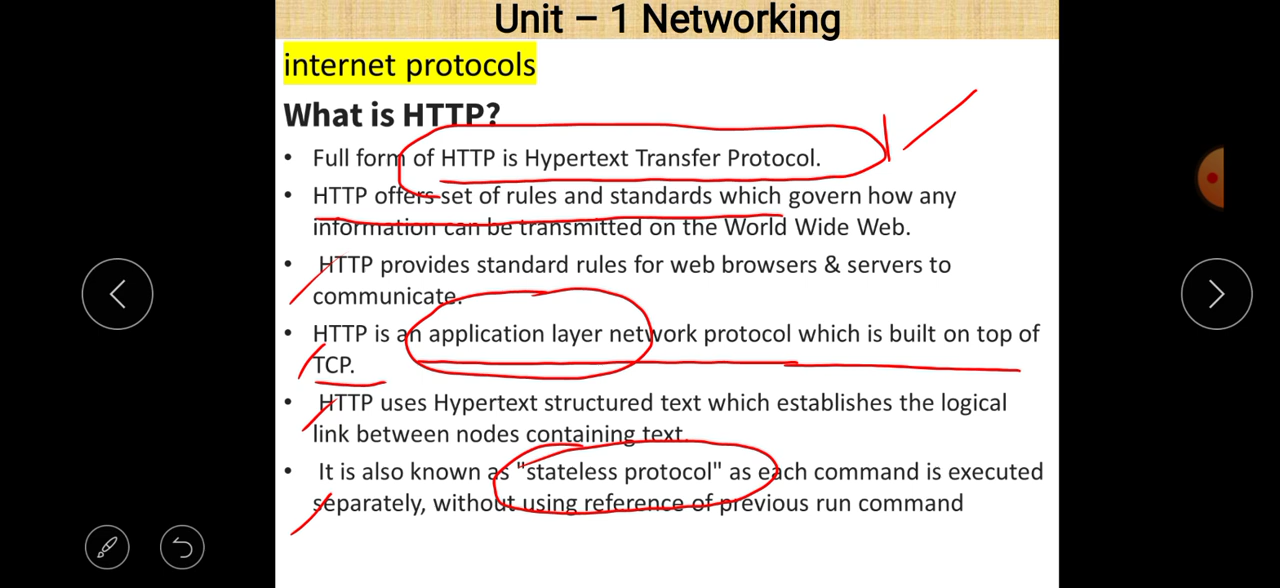 Unit – 1 Networking
internet protocols
What is HTTP?
• Full form of HTTP is Hypertext Transfer Protocol.
• HTTP offers set of rules and standards which govern how any
information can be transmitted on the World Wide Web.
• HTTP provides standard rules for web browsers & servers to
communicate.
• HTTP is an application layer network protocol which is built on top of
TCP.
• HTTP uses Hypertext structured text which establishes the logical
link between nodes containing text.
• It is also known as "stateless protocol" as each command is executed
separately, without using reference of previous run command